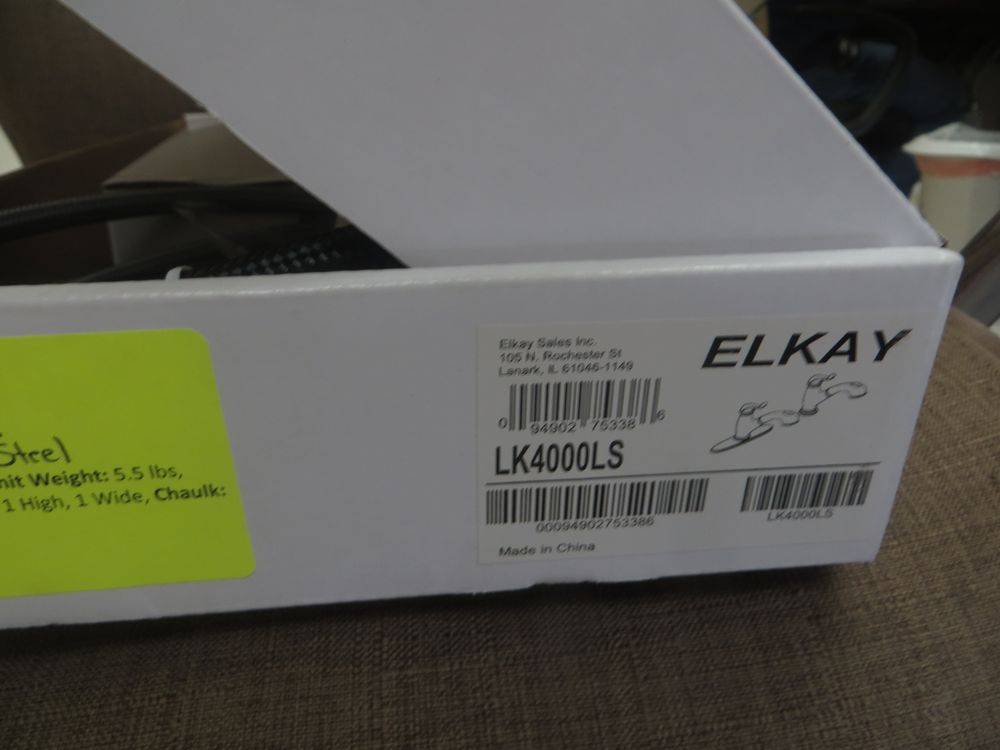 Steel
nit Weight: 5.5 lbs,
1 High, 1 Wide, Chaulk:
Elkay Sales Inc.
105 N. Rochester St
Lanark, IL 61046-1149
ELKAY
0 94902 75338 6
LK4000LS
00094902753386
LK4000LS
Made in China